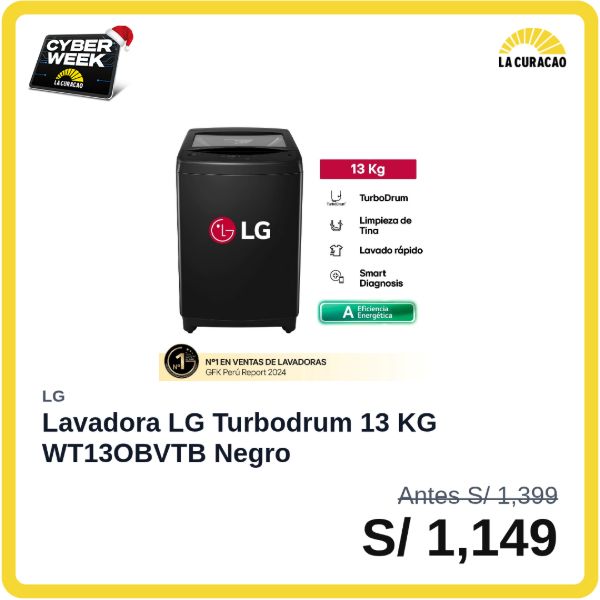 CYBER
WEEK
LA CURACAO
LA CURACAO
13 Kg
TurboDrum™
TurboDrum
Limpieza de
Tina
Lavado rápido
Smart
Diagnosis
LG
A Eficiencia
Energética
Nº1
Nº1 EN VENTAS DE LAVADORAS
GFK Perú Report 2024
LG
Lavadora LG Turbodrum 13 KG
WT13OBVTB Negro
Antes S/ 1,399
S/ 1,149